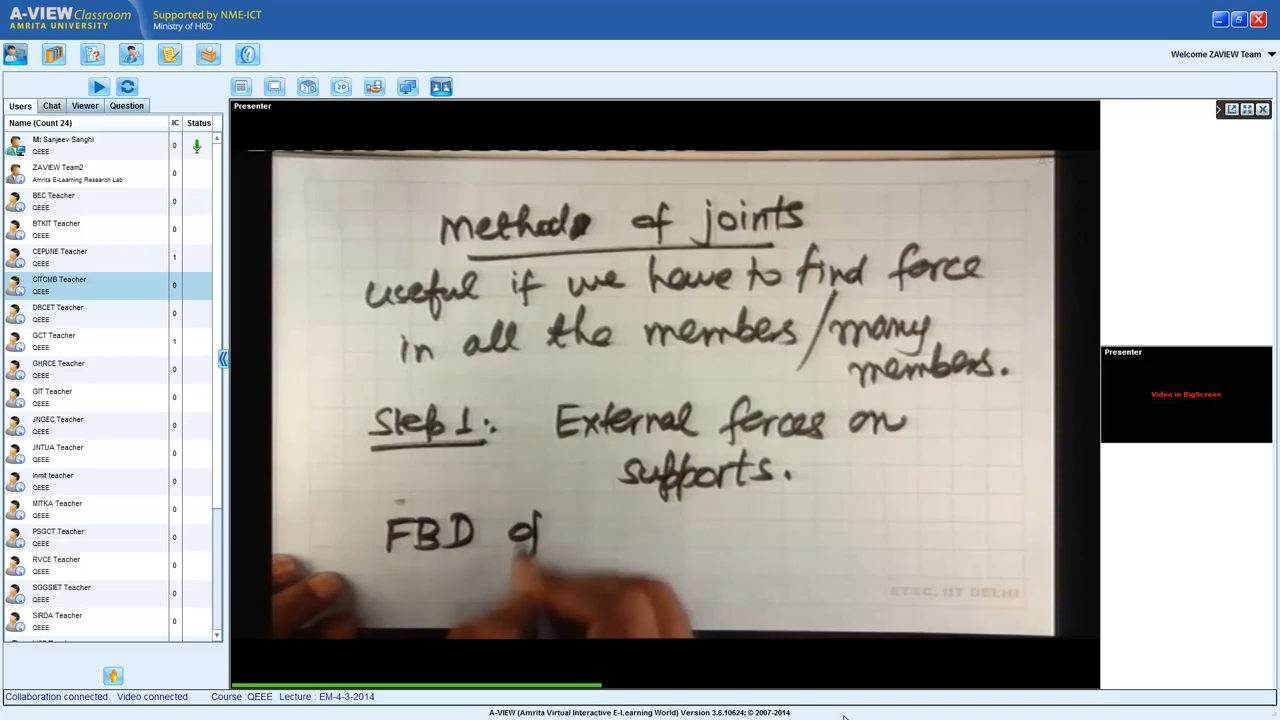 A-VIEW Classroom
AMRITA UNIVERSITY
Supported by NME-ICT
Ministry of HRD
Welcome ZAVIEW Team
2D
Users Chat Viewer Question
Name (Count 24) IC Status
M: Sanjeev Sanghi 0
QEEE
ZAVIEW Team2 0
Amrita E-Learning Research Lab
BEC Teacher 0
QEEE
BTKIT Teacher 0
QEEE
CEPUNE Teacher 1
QEEE
CITCMB Teacher 0
QEEE
DBCET Teacher 0
QEEE
GCT Teacher 1
QEEE
GHRCE Teacher 0
QEEE
GIT Teacher 0
QEEE
JNGEC Teacher 0
QEEE
JNTUA Teacher 0
QEEE
lnmit teacher 0
QEEE
MITKA Teacher 0
QEEE
PSGCT Teacher 0
QEEE
RVCE Teacher 0
QEEE
SGGSIET Teacher 0
QEEE
SIRDA Teacher 0
QEEE
Presenter
Method of joints
useful if we have to find force
in all the members/many
members.
Step 1: External forces on
supports.
FBD of
ETSC, IIT DELHI
Presenter
Video in BigScreen
Collaboration connected. Video connected. Course :QEEE Lecture : EM-4-3-2014
A-VIEW (Amrita Virtual Interactive E-Learning World) Version 3.6.10624; © 2007-2014